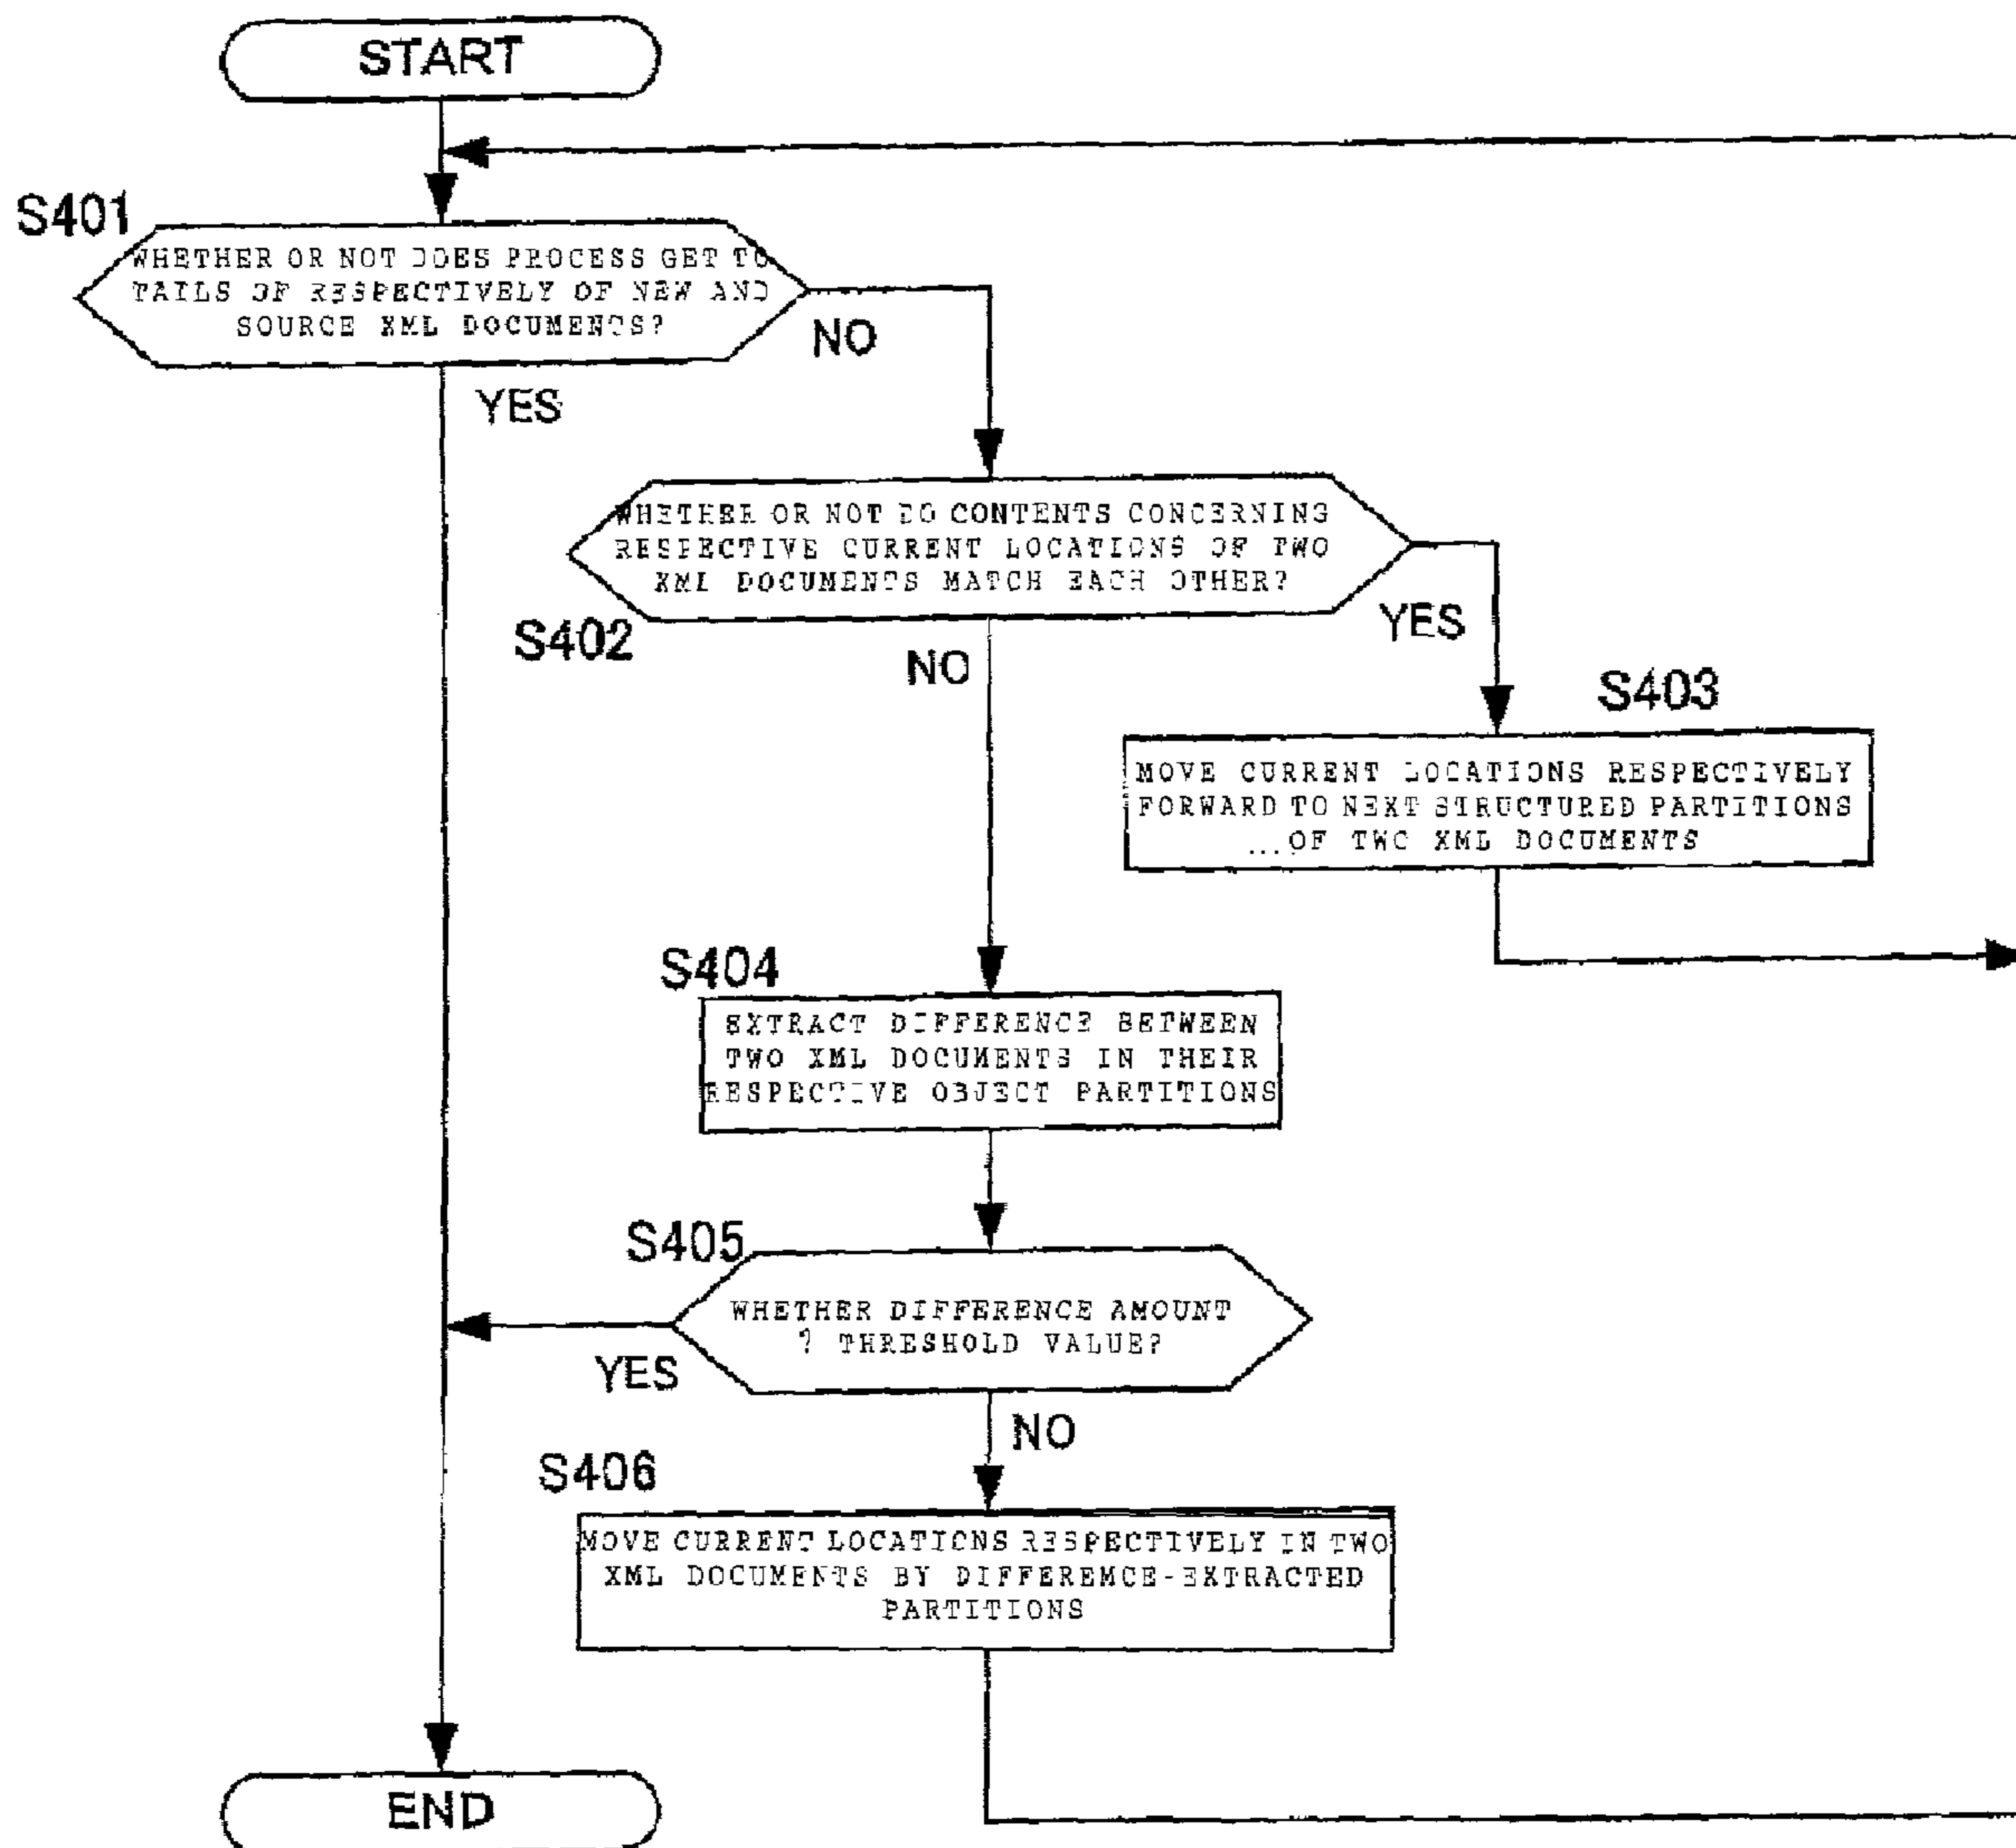 START
S401
WHETHER OR NOT DOES PROCESS GET TO
TAILS OF RESPECTIVELY OF NEW AND
SOURCE XML DOCUMENTS?
NO
YES
WHETHER OR NOT DO CONTENTS CONCERNING
RESPECTIVE CURRENT LOCATIONS OF TWO
XML DOCUMENTS MATCH EACH OTHER?
S402
YES
NO
S403
MOVE CURRENT LOCATIONS RESPECTIVELY
FORWARD TO NEXT STRUCTURED PARTITIONS
...OF TWO XML DOCUMENTS
S404
EXTRACT DIFFERENCE BETWEEN
TWO XML DOCUMENTS IN THEIR
RESPECTIVE OBJECT PARTITIONS
S405
WHETHER DIFFERENCE AMOUNT
? THRESHOLD VALUE?
YES
NO
S406
MOVE CURRENT LOCATIONS RESPECTIVELY IN TWO
XML DOCUMENTS BY DIFFEREMCE-EXTRACTED
PARTITIONS
END